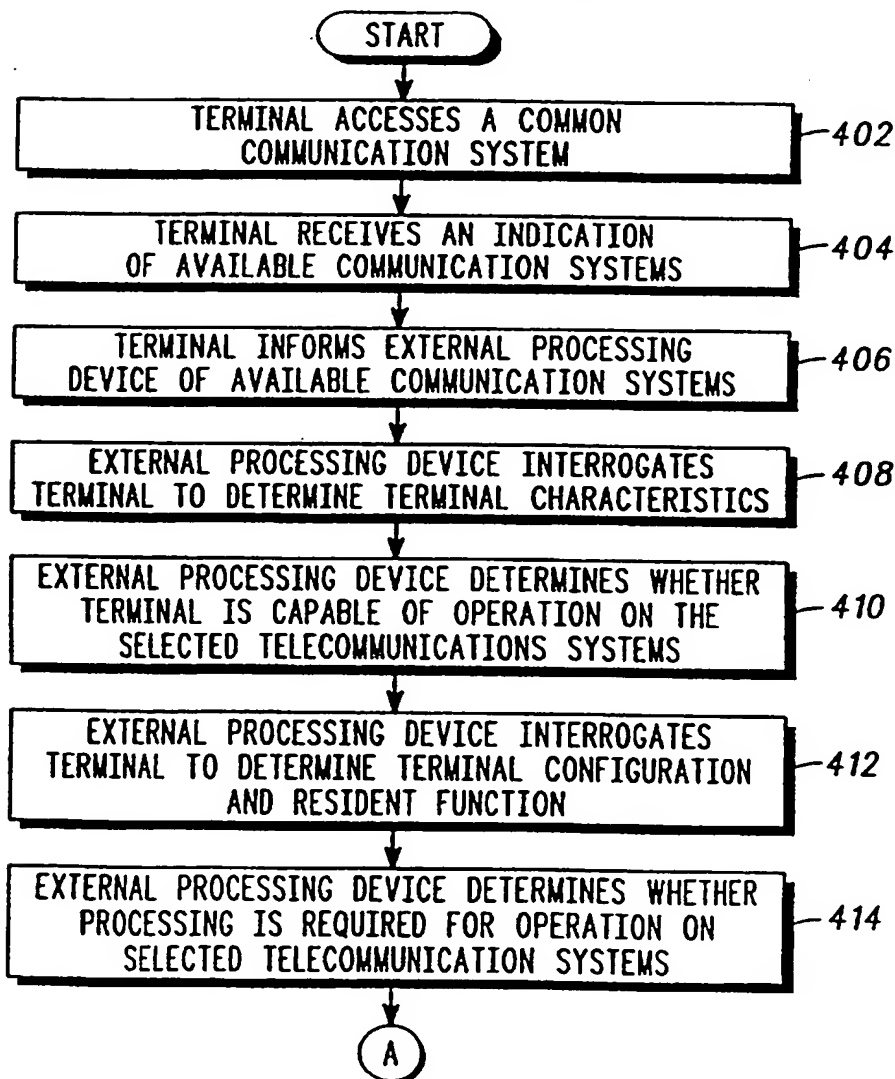 START
TERMINAL ACCESSES A COMMON
COMMUNICATION SYSTEM
402
TERMINAL RECEIVES AN INDICATION
OF AVAILABLE COMMUNICATION SYSTEMS
404
TERMINAL INFORMS EXTERNAL PROCESSING
DEVICE OF AVAILABLE COMMUNICATION SYSTEMS
406
EXTERNAL PROCESSING DEVICE INTERROGATES
TERMINAL TO DETERMINE TERMINAL CHARACTERISTICS
408
EXTERNAL PROCESSING DEVICE DETERMINES WHETHER
TERMINAL IS CAPABLE OF OPERATION ON THE
SELECTED TELECOMMUNICATIONS SYSTEMS
410
EXTERNAL PROCESSING DEVICE INTERROGATES
TERMINAL TO DETERMINE TERMINAL CONFIGURATION
AND RESIDENT FUNCTION
412
EXTERNAL PROCESSING DEVICE DETERMINES WHETHER
PROCESSING IS REQUIRED FOR OPERATION ON
SELECTED TELECOMMUNICATION SYSTEMS
414
A